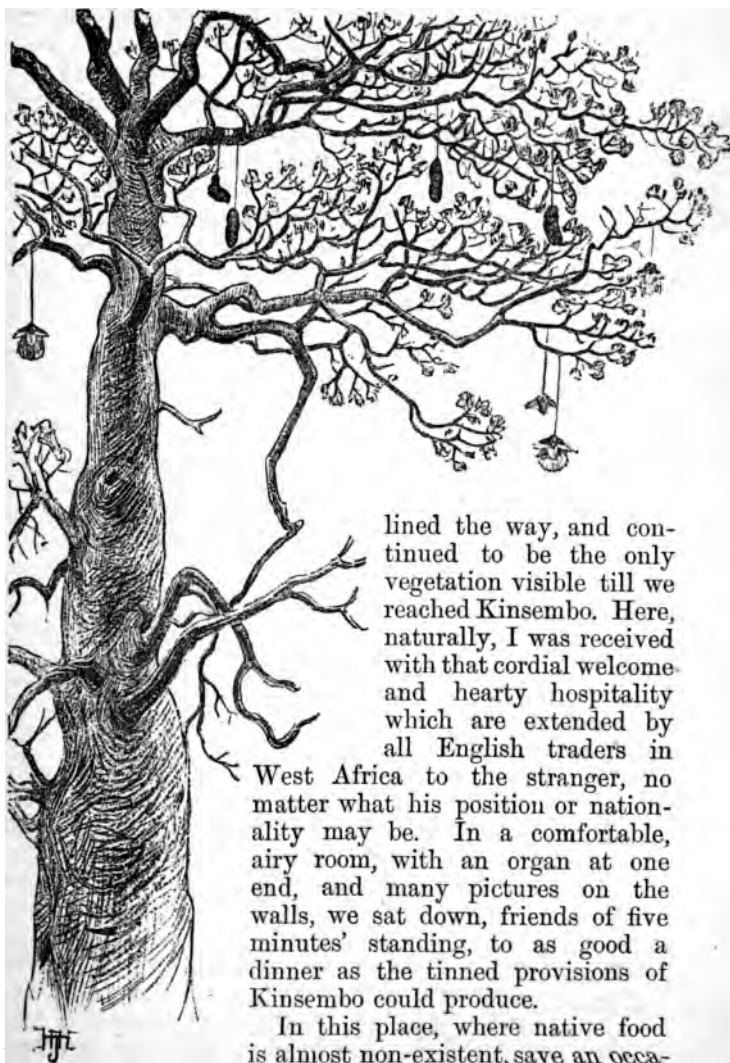 lined the way, and con-
tinued to be the only
vegetation visible till we
reached Kinsembo. Here,
naturally, I was received
with that cordial welcome
and hearty hospitality
which are extended by
all English traders in
West Africa to the stranger, no
matter what his position or nation-
ality may be. In a comfortable,
airy room, with an organ at one
end, and many pictures on the
walls, we sat down, friends of five
minutes' standing, to as good a
dinner as the tinned provisions of
Kinsembo could produce.
In this place, where native food
is almost non-existent, save an occa-